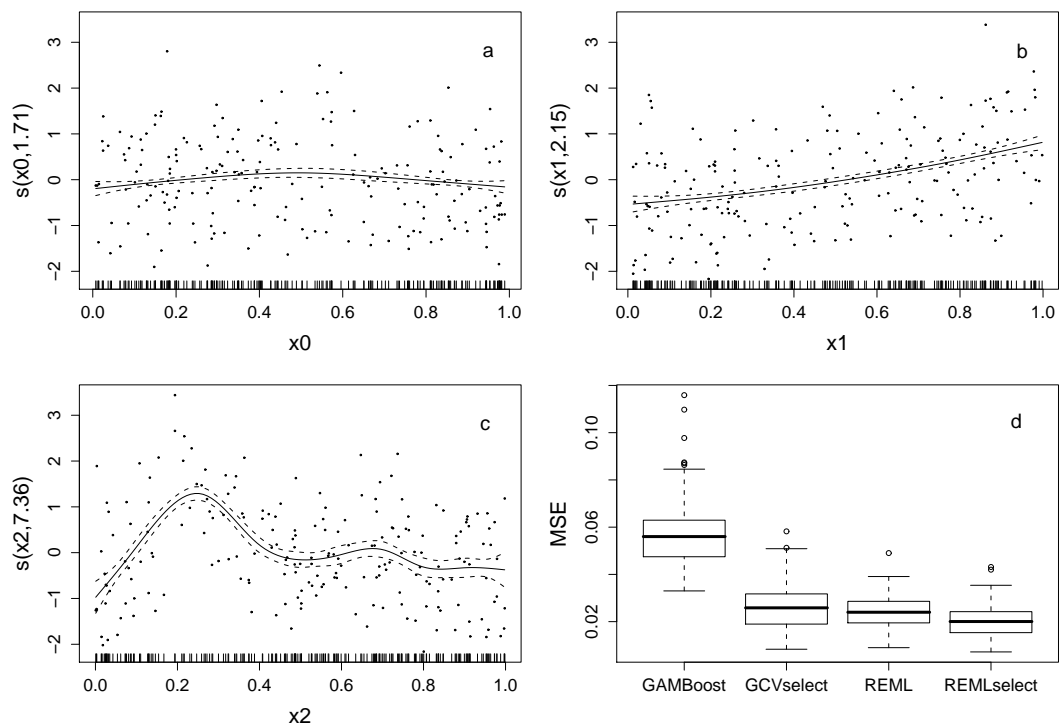 a
s(x0,1.71)
3
2
1
0
−1
−2
0.0 0.2 0.4 0.6 0.8 1.0
x0
b
s(x1,2.15)
3
2
1
0
−1
−2
0.0 0.2 0.4 0.6 0.8 1.0
x1
c
s(x2,7.36)
3
2
1
0
−1
−2
0.0 0.2 0.4 0.6 0.8 1.0
x2
d
MSE
0.10
0.06
0.02
GAMBoost GCVselect REML REMLselect